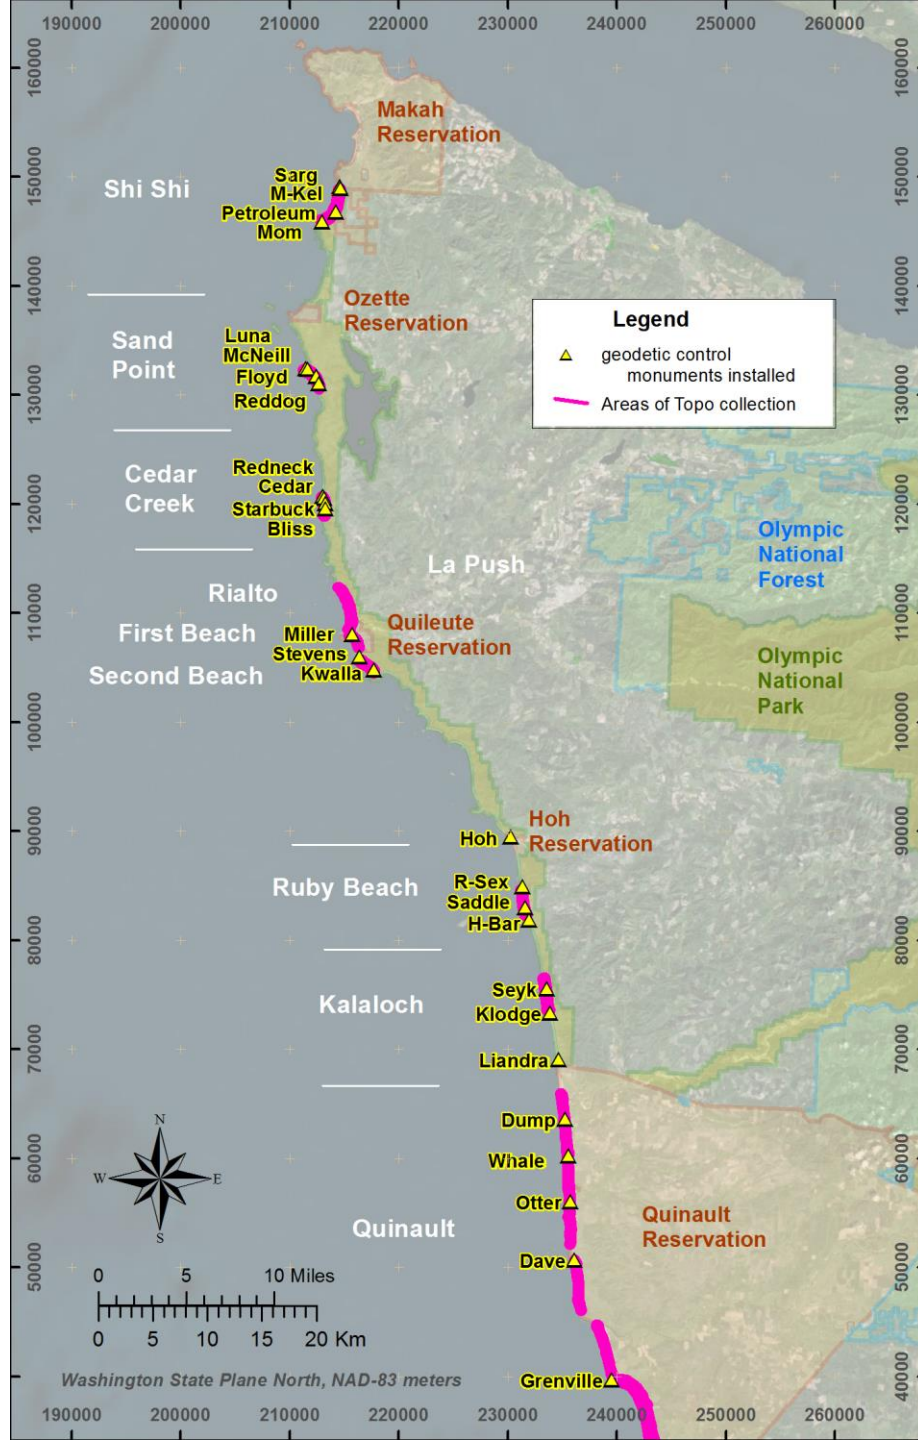 190000 200000 210000 220000 230000 240000 250000 260000
160000
160000
Makah
Reservation
150000
150000
Shi Shi
Sarg
M-Kel
Petroleum
Mom
140000
140000
Ozette
Reservation
Sand
Point
Luna
McNeill
Floyd
Reddog
Legend
geodetic control
monuments installed
Areas of Topo collection
130000
130000
Cedar
Creek
Redneck
Cedar
Starbuck
Bliss
120000
120000
Olympic
National
Forest
La Push
Rialto
First Beach
Second Beach
110000
110000
Miller
Stevens
Kwalla
Quileute
Reservation
Olympic
National
Park
100000
100000
90000
90000
Hoh
Hoh
Reservation
Ruby Beach
R-Sex
Saddle
H-Bar
80000
80000
Kalaloch
Seyk
Klodge
70000
70000
Liandra
Dump
60000
60000
Whale
Otter
Quinault
Quinault
Reservation
N
W E
S
50000
50000
Dave
0 5 10 Miles
0 5 10 15 20 Km
Washington State Plane North, NAD-83 meters
Grenville
40000
40000
190000 200000 210000 220000 230000 240000 250000 260000